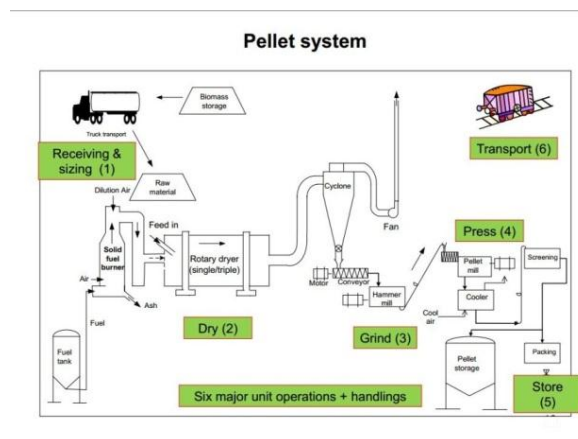 Pellet system
Biomass
storage
Truck transport
Receiving &
sizing (1)
Transport (6)
Raw
material
Dilution Air
Feed in
Cyclone
Fan
Solid
fuel
burner
Rotary dryer
(single/triple)
Press (4)
Pellet
mill
Screening
Air
Ash
Motor
Conveyor
Hammer
mill
Cooler
Cool
air
Fuel
Dry (2)
Grind (3)
Fuel
tank
Pellet
storage
Packing
Six major unit operations + handlings
Store
(5)